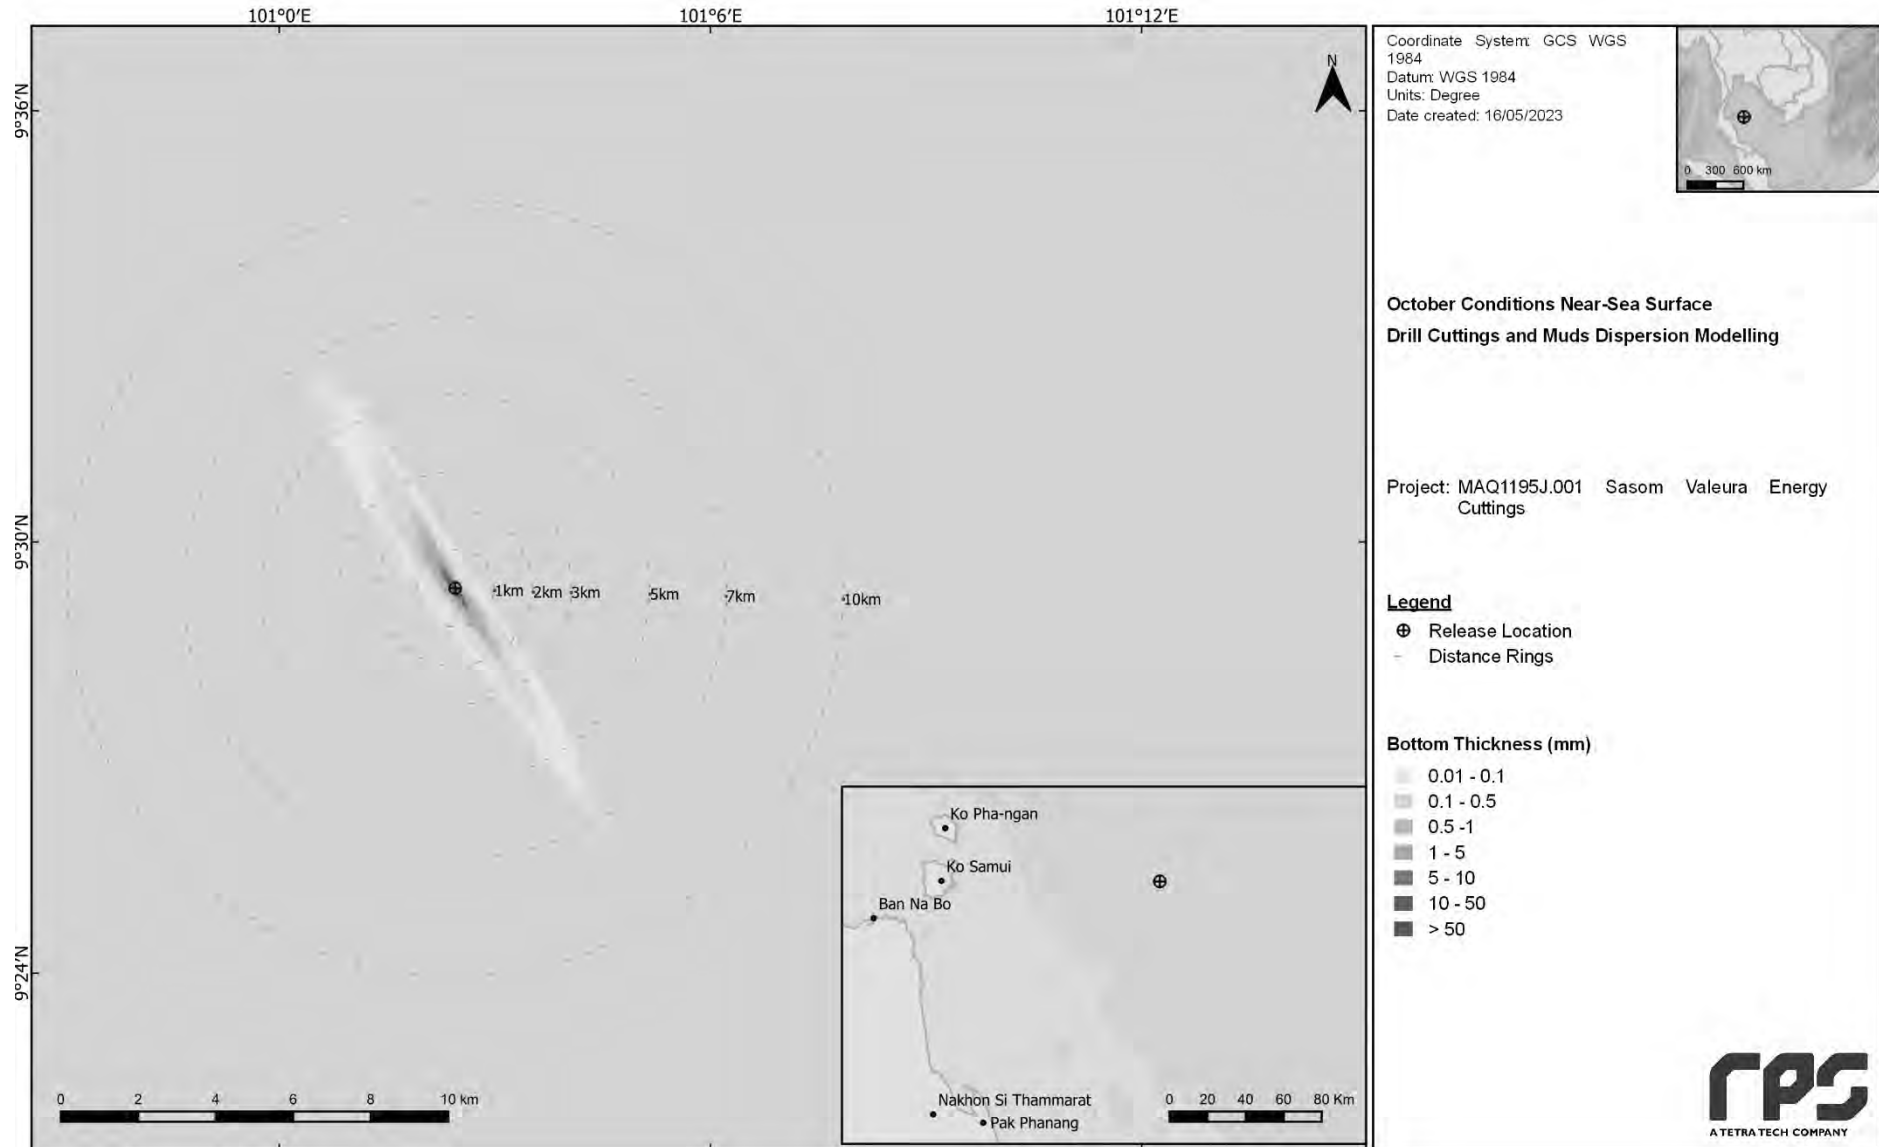 101°0'E
101°6'E
101°12'E
9°36'N
9°30'N
9°24'N
N
1km
2km
3km
5km
7km
10km
0 2 4 6 8 10 km
Ko Pha-ngan
Ko Samui
Ban Na Bo
Nakhon Si Thammarat
Pak Phanang
0 20 40 60 80 Km
Coordinate System: GCS WGS
1984
Datum: WGS 1984
Units: Degree
Date created: 16/05/2023
0 300 600 km
October Conditions Near-Sea Surface
Drill Cuttings and Muds Dispersion Modelling
Project: MAQ1195J.001 Sasom Valeura Energy
Cuttings
Legend
Release Location
Distance Rings
Bottom Thickness (mm)
0.01 - 0.1
0.1 - 0.5
0.5 -1
1 - 5
5 - 10
10 - 50
> 50
rps
A TETRA TECH COMPANY